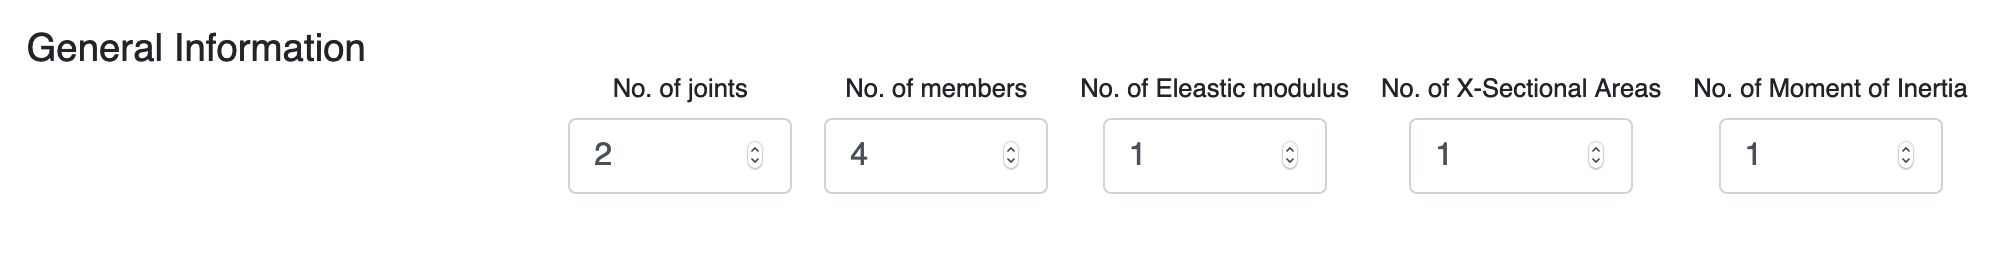 General Information
No. of joints No. of members No. of Eleastic modulus No. of X-Sectional Areas No. of Moment of Inertia
2 4 1 1 1